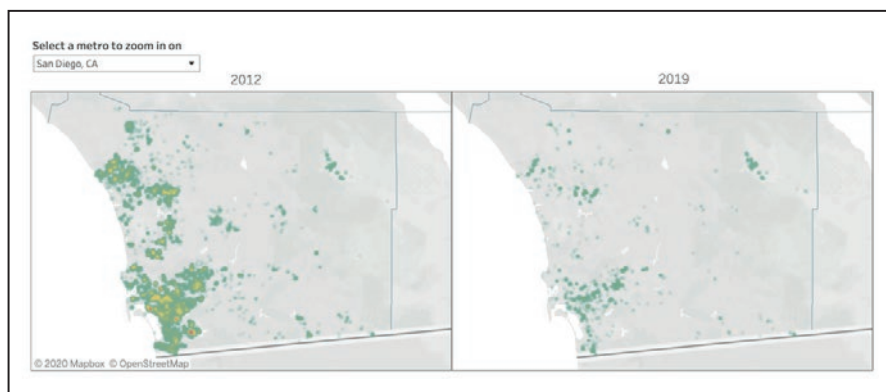 Select a metro to zoom in on
San Diego, CA
2012
2019
© 2020 Mapbox © OpenStreetMap